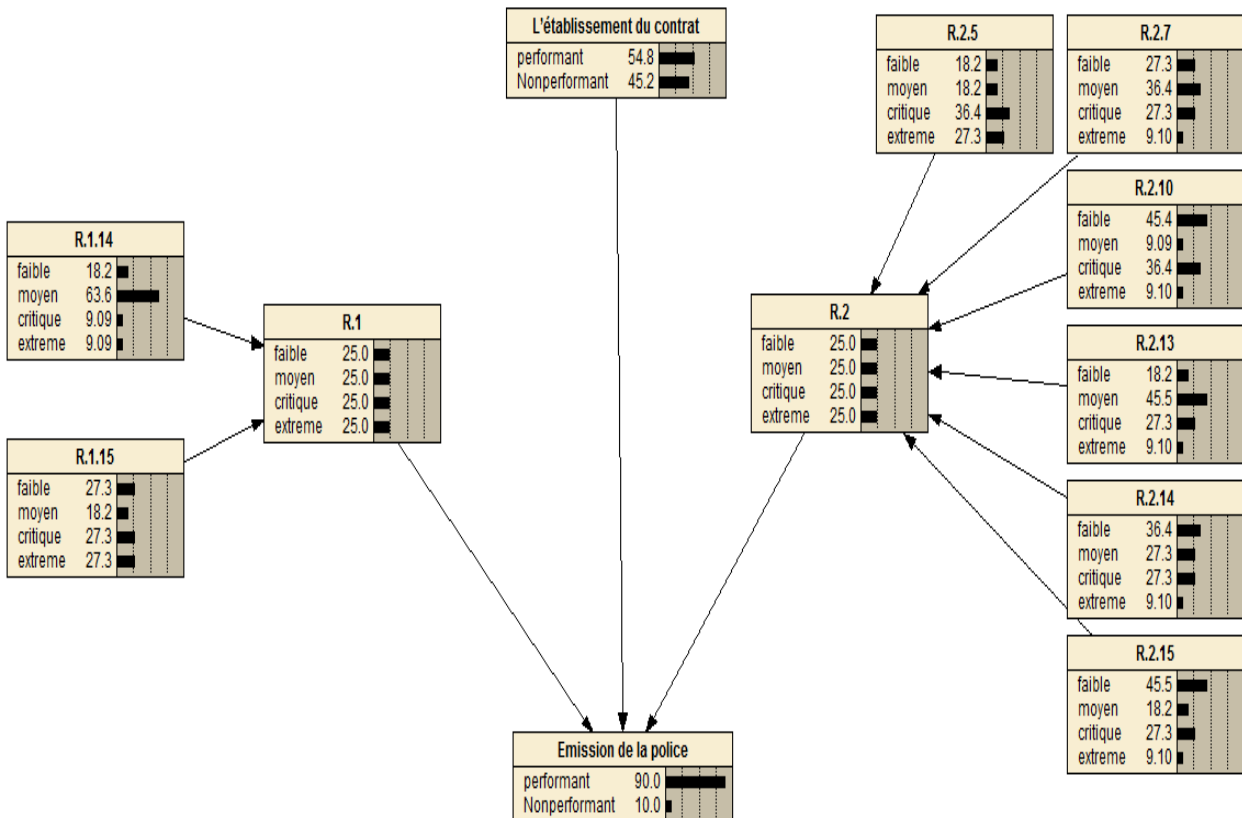 L'établissement du contrat
performant 54.8
Nonperformant 45.2
R.2.5
faible 18.2
moyen 18.2
critique 36.4
extreme 27.3
R.2.7
faible 27.3
moyen 36.4
critique 27.3
extreme 9.10
R.2.10
faible 45.4
moyen 9.09
critique 36.4
extreme 9.10
R.1.14
faible 18.2
moyen 63.6
critique 9.09
extreme 9.09
R.1
faible 25.0
moyen 25.0
critique 25.0
extreme 25.0
R.2
faible 25.0
moyen 25.0
critique 25.0
extreme 25.0
R.2.13
faible 18.2
moyen 45.5
critique 27.3
extreme 9.10
R.1.15
faible 27.3
moyen 18.2
critique 27.3
extreme 27.3
R.2.14
faible 36.4
moyen 27.3
critique 27.3
extreme 9.10
R.2.15
faible 45.5
moyen 18.2
critique 27.3
extreme 9.10
Emission de la police
performant 90.0
Nonperformant 10.0